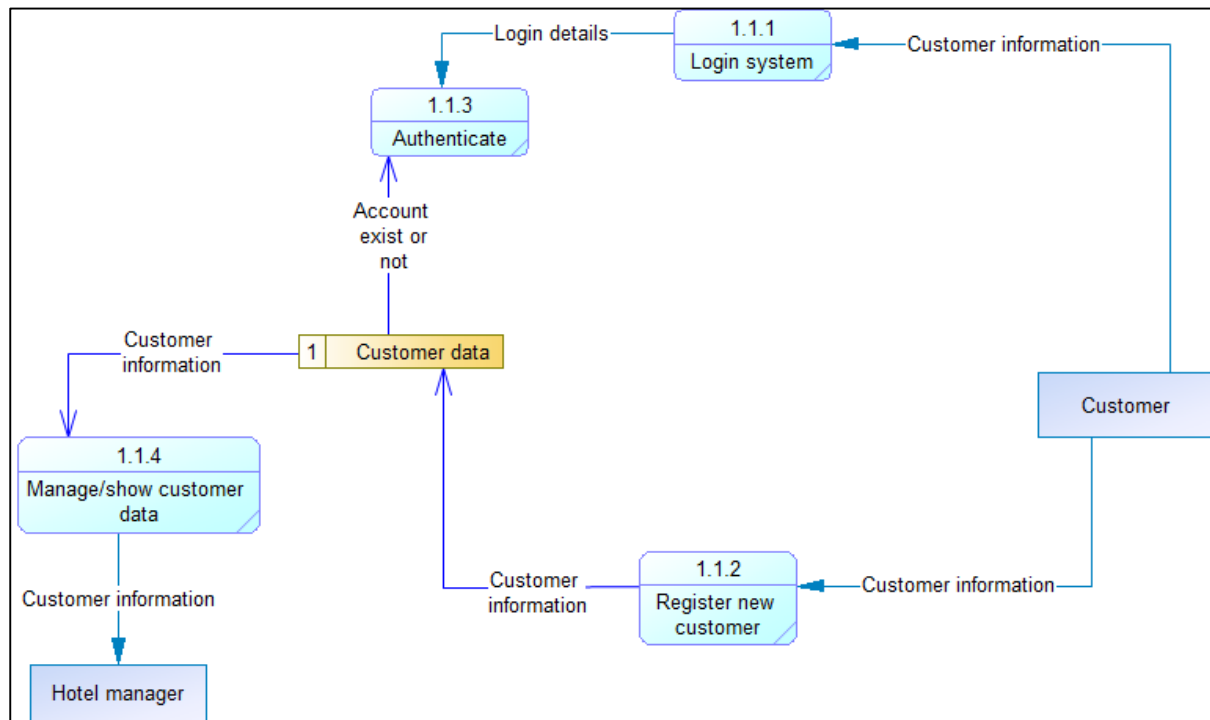 1.1.1
Login details
Login system
Customer information
1.1.3
Authenticate
Account
exist or
not
Customer
information
1
Customer data
Customer
1.1.4
Manage/show customer
data
1.1.2
Customer
information
Register new
customer
Customer information
Customer information
Hotel manager